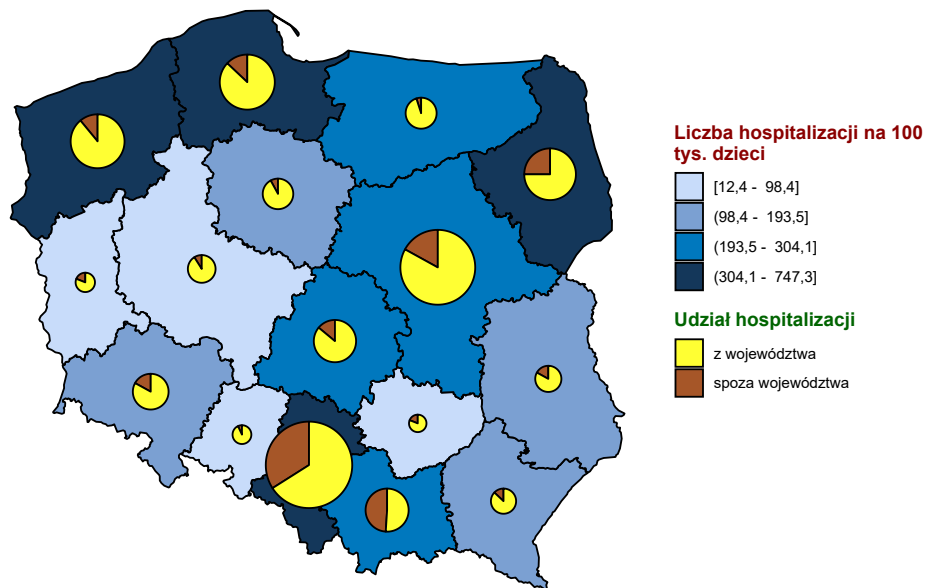 Liczba hospitalizacji na 100
tys. dzieci
[12,4 - 98,4]
(98,4 - 193,5]
(193,5 - 304,1]
(304,1 - 747,3]
Udział hospitalizacji
z województwa
spoza województwa